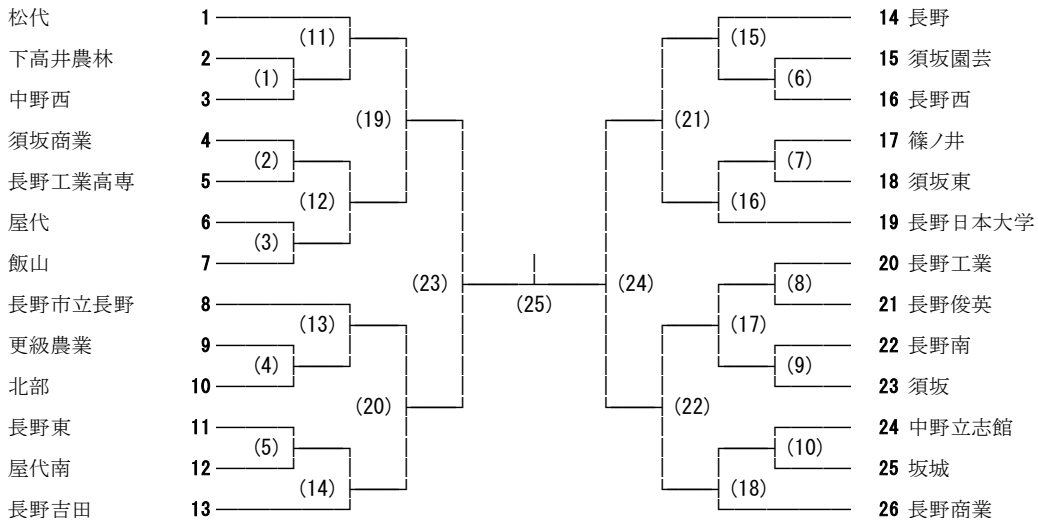 松代 1
下高井農林 2
中野西 3
須坂商業 4
長野工業高専 5
屋代 6
飯山 7
長野市立長野 8
更級農業 9
北部 10
長野東 11
屋代南 12
長野吉田 13
(11)
(1)
(19)
(2)
(12)
(3)
(23)
(13)
(4)
(20)
(5)
(14)
(25)
14 長野
15 須坂園芸
16 長野西
17 篠ノ井
18 須坂東
19 長野日本大学
20 長野工業
21 長野俊英
22 長野南
23 須坂
24 中野立志館
25 坂城
26 長野商業
(15)
(6)
(21)
(7)
(16)
(24)
(8)
(17)
(9)
(22)
(10)
(18)